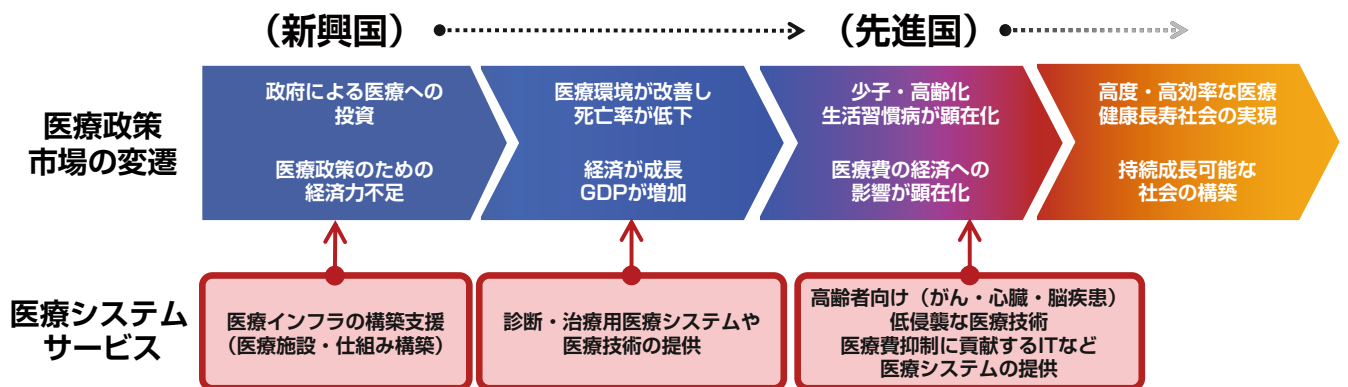 （新興国）
（先進国）
医療政策
市場の変遷
政府による医療への
投資
医療政策のための
経済力不足
医療環境が改善し
死亡率が低下
経済が成長
GDPが増加
少子・高齢化
生活習慣病が顕在化
医療費の経済への
影響が顕在化
高度・高効率な医療
健康長寿社会の実現
持続成長可能な
社会の構築
医療システム
サービス
医療インフラの構築支援
（医療施設・仕組み構築）
診断・治療用医療システムや
医療技術の提供
高齢者向け（がん・心臓・脳疾患）
低侵襲な医療技術
医療費抑制に貢献するITなど
医療システムの提供